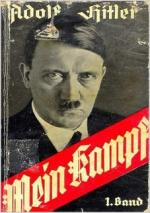 Adolf Hitler
Mein Kampf
1. Band